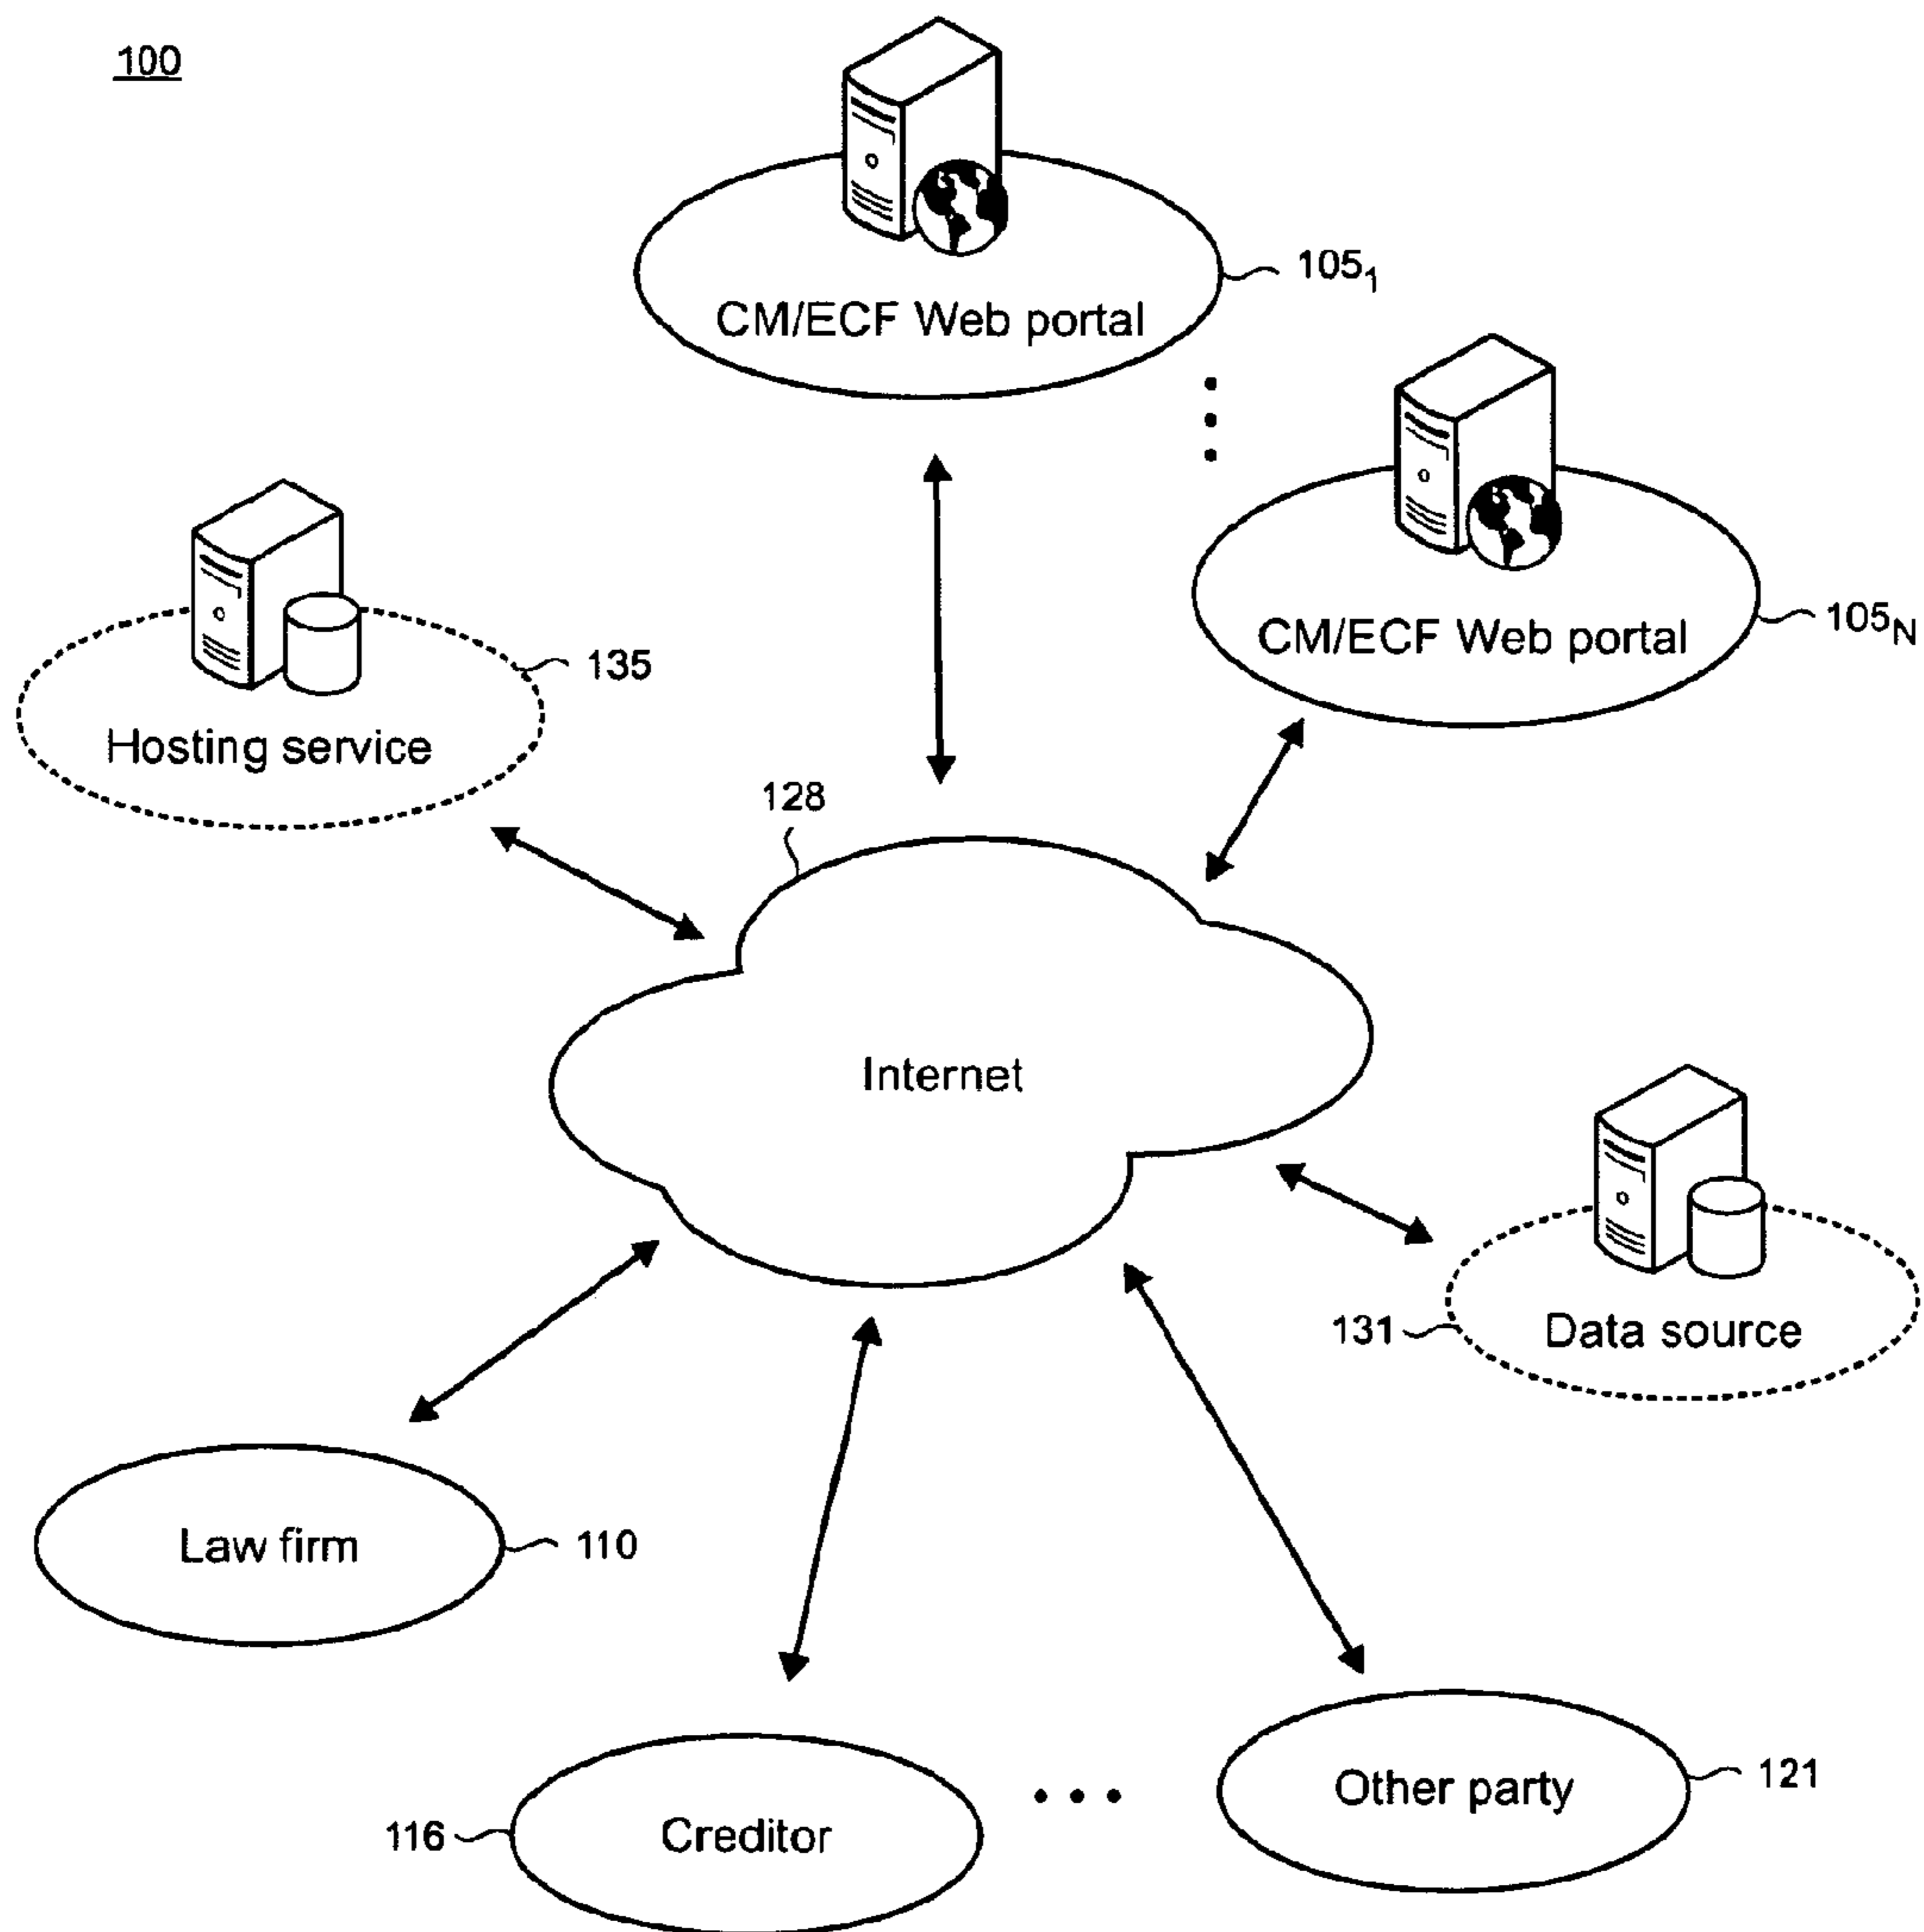 100
105₁
CM/ECF Web portal
105N
CM/ECF Web portal
135
Hosting service
128
Internet
131
Data source
Law firm
110
Other party
121
116
Creditor